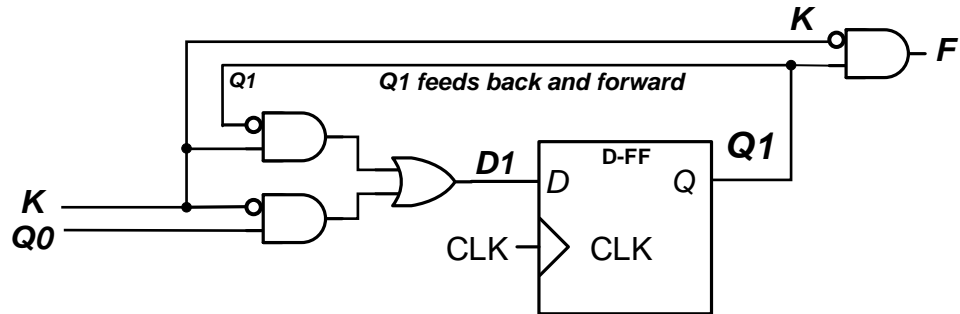 K
F
Q1
Q1 feeds back and forward
D1
D-FF
Q1
D
Q
K
Q0
CLK
CLK